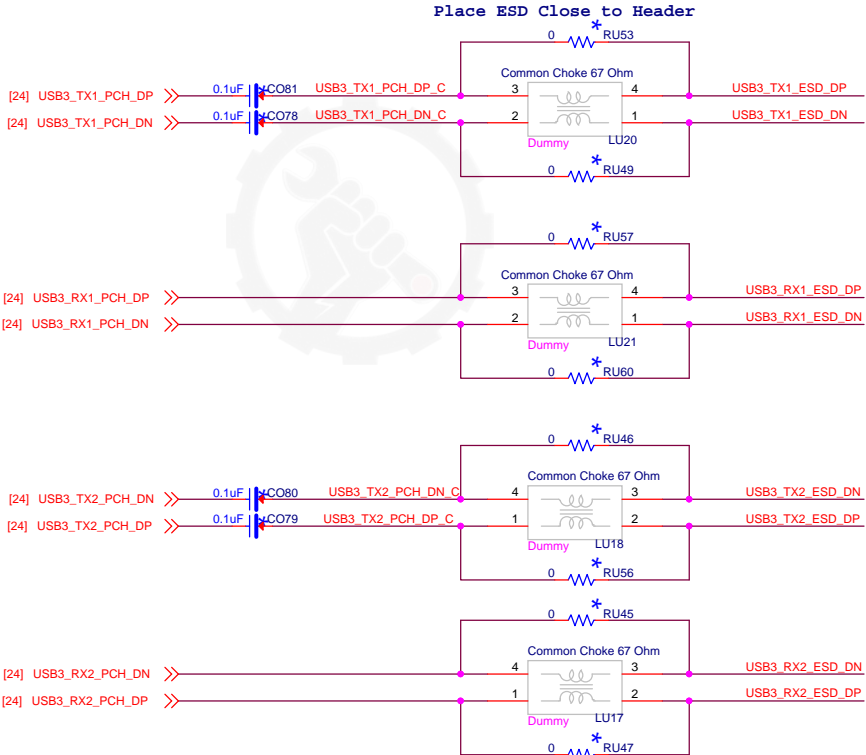 Place ESD Close to Header
0 * RU53
Common Choke 67 Ohm
[24] USB3_TX1_PCH_DP 0.1uF CO81 USB3_TX1_PCH_DP_C 3 4 USB3_TX1_ESD_DP
[24] USB3_TX1_PCH_DN 0.1uF CO78 USB3_TX1_PCH_DN_C 2 1 USB3_TX1_ESD_DN
Dummy LU20
0 * RU49
0 * RU57
Common Choke 67 Ohm
[24] USB3_RX1_PCH_DP 3 4 USB3_RX1_ESD_DP
[24] USB3_RX1_PCH_DN 2 1 USB3_RX1_ESD_DN
Dummy LU21
0 * RU60
0 * RU46
Common Choke 67 Ohm
[24] USB3_TX2_PCH_DN 0.1uF CO80 USB3_TX2_PCH_DN_C 4 3 USB3_TX2_ESD_DN
[24] USB3_TX2_PCH_DP 0.1uF CO79 USB3_TX2_PCH_DP_C 1 2 USB3_TX2_ESD_DP
Dummy LU18
0 * RU56
0 * RU45
Common Choke 67 Ohm
[24] USB3_RX2_PCH_DN 4 3 USB3_RX2_ESD_DN
[24] USB3_RX2_PCH_DP 1 2 USB3_RX2_ESD_DP
Dummy LU17
0 * RU47